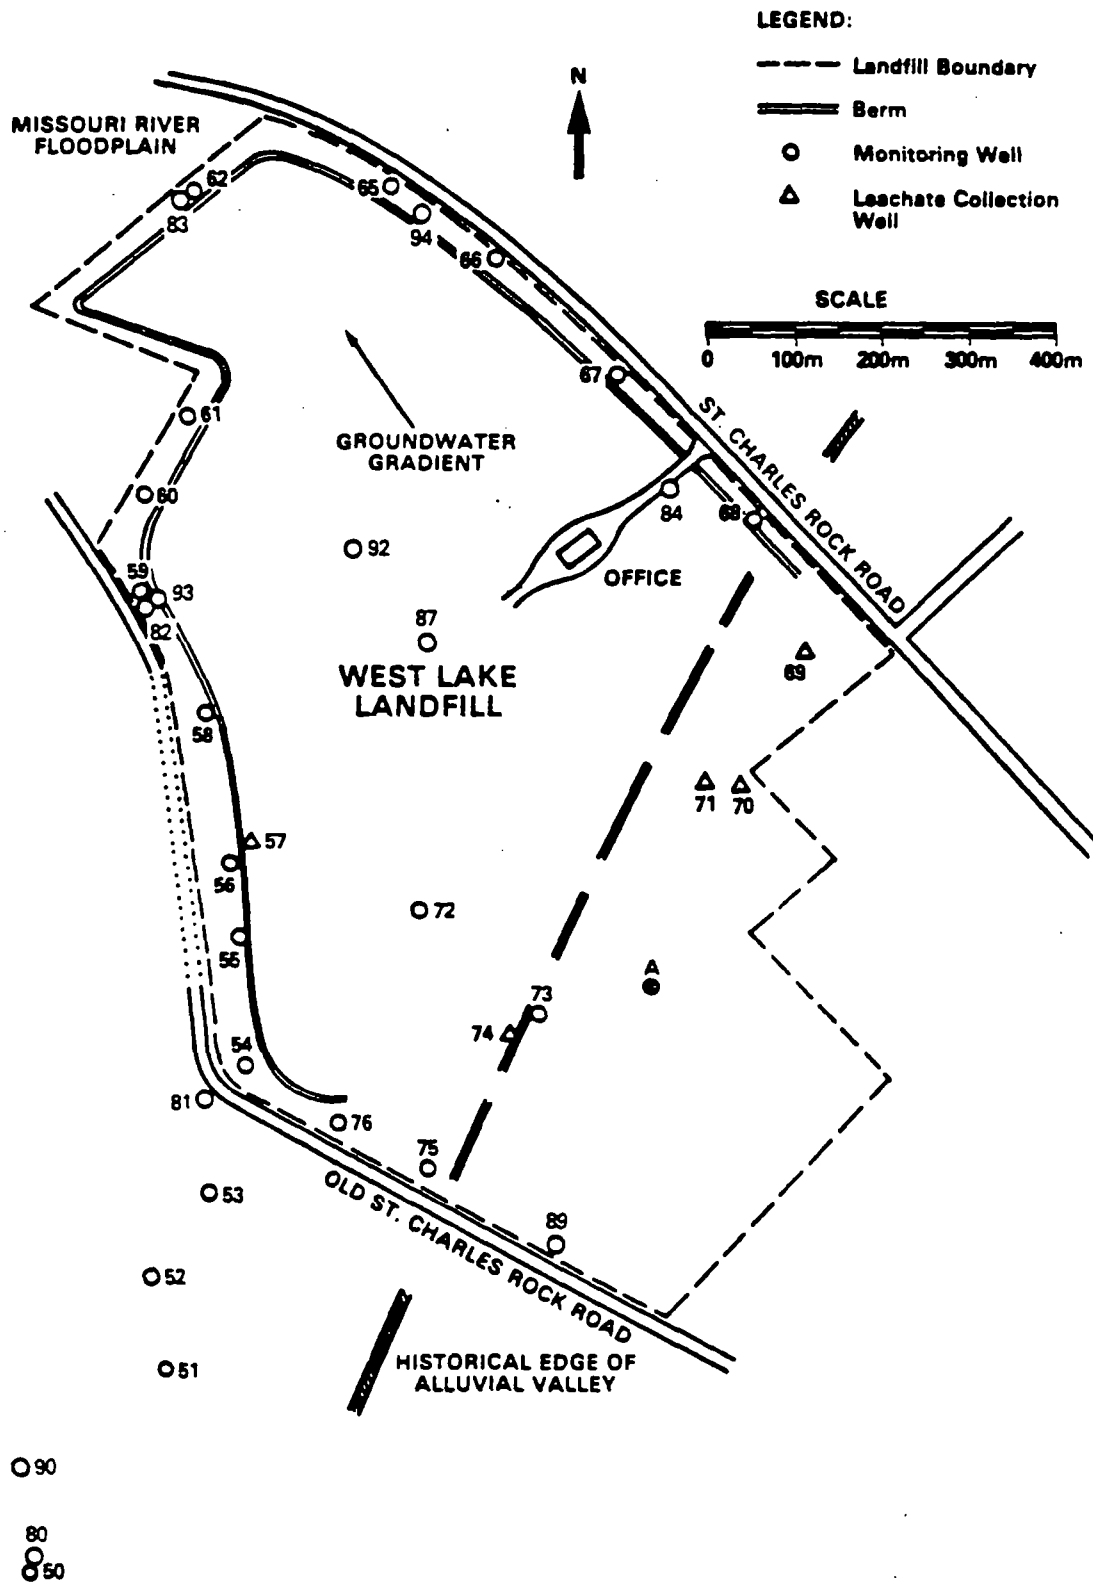 LEGEND:
Landfill Boundary
Berm
Monitoring Well
Leachate Collection
Well
N
MISSOURI RIVER
FLOODPLAIN
62
83
65
94
66
SCALE
0 100m 200m 300m 400m
67
ST. CHARLES ROCK ROAD
61
GROUNDWATER
GRADIENT
60
84
68
92
OFFICE
59
93
82
87
WEST LAKE
LANDFILL
69
58
71
70
57
56
72
55
A
73
74
54
81
76
75
53
OLD ST. CHARLES ROCK ROAD
89
52
51
HISTORICAL EDGE OF
ALLUVIAL VALLEY
90
80
50